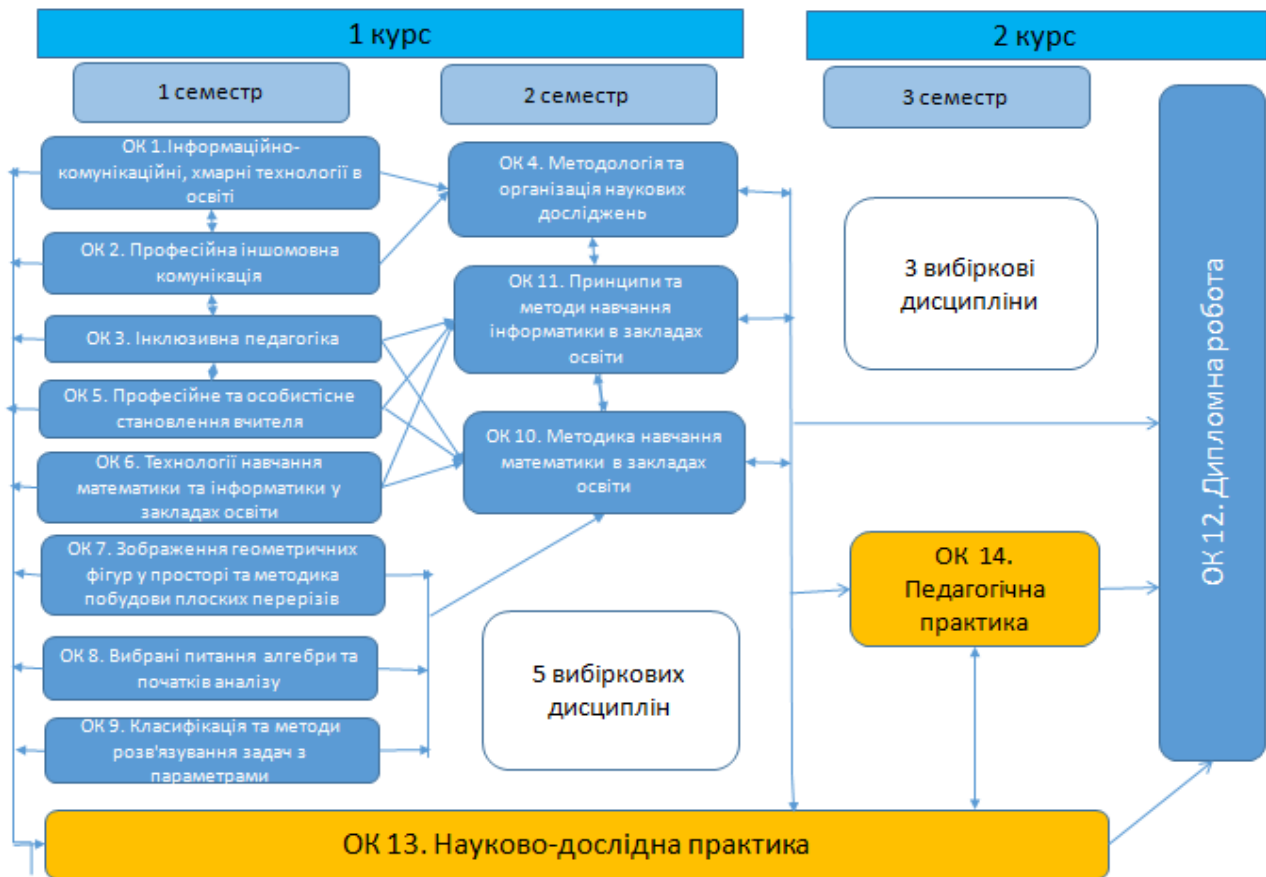 1 курс
2 курс
1 семестр
2 семестр
3 семестр
ОК 1.Інформаційно-
комунікаційні, хмарні технології в
освіті
ОК 2. Професійна іншомовна
комунікація
ОК 3. Інклюзивна педагогіка
ОК 5. Професійне та особистісне
становлення вчителя
ОК 6. Технології навчання
математики та інформатики у
закладах освіти
ОК 7. Зображення геометричних
фігур у просторі та методика
побудови плоских перерізів
ОК 8. Вибрані питання алгебри та
початків аналізу
ОК 9. Класифікація та методи
розв'язування задач з
параметрами
ОК 4. Методологія та
організація наукових
досліджень
ОК 11. Принципи та
методи навчання
інформатики в закладах
освіти
ОК 10. Методика навчання
математики в закладах
освіти
5 вибіркових
дисциплін
3 вибіркові
дисципліни
ОК 14.
Педагогічна
практика
ОК 12. Дипломна робота
ОК 13. Науково-дослідна практика